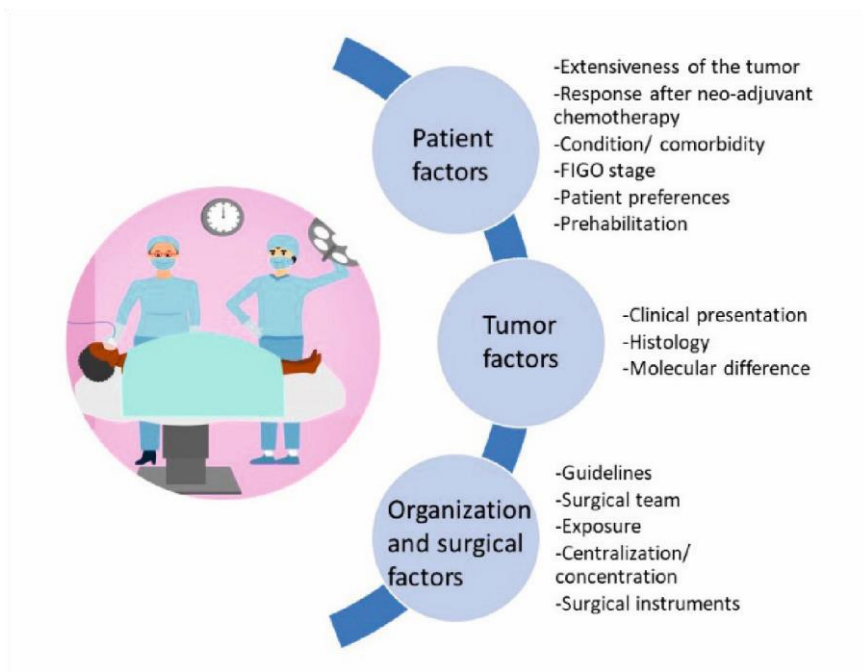 Patient
factors
-Extensiveness of the tumor
-Response after neo-adjuvant
chemotherapy
-Condition/ comorbidity
-FIGO stage
-Patient preferences
-Prehabilitation
Tumor
factors
-Clinical presentation
-Histology
-Molecular difference
Organization
and surgical
factors
-Guidelines
-Surgical team
-Exposure
-Centralization/
concentration
-Surgical instruments